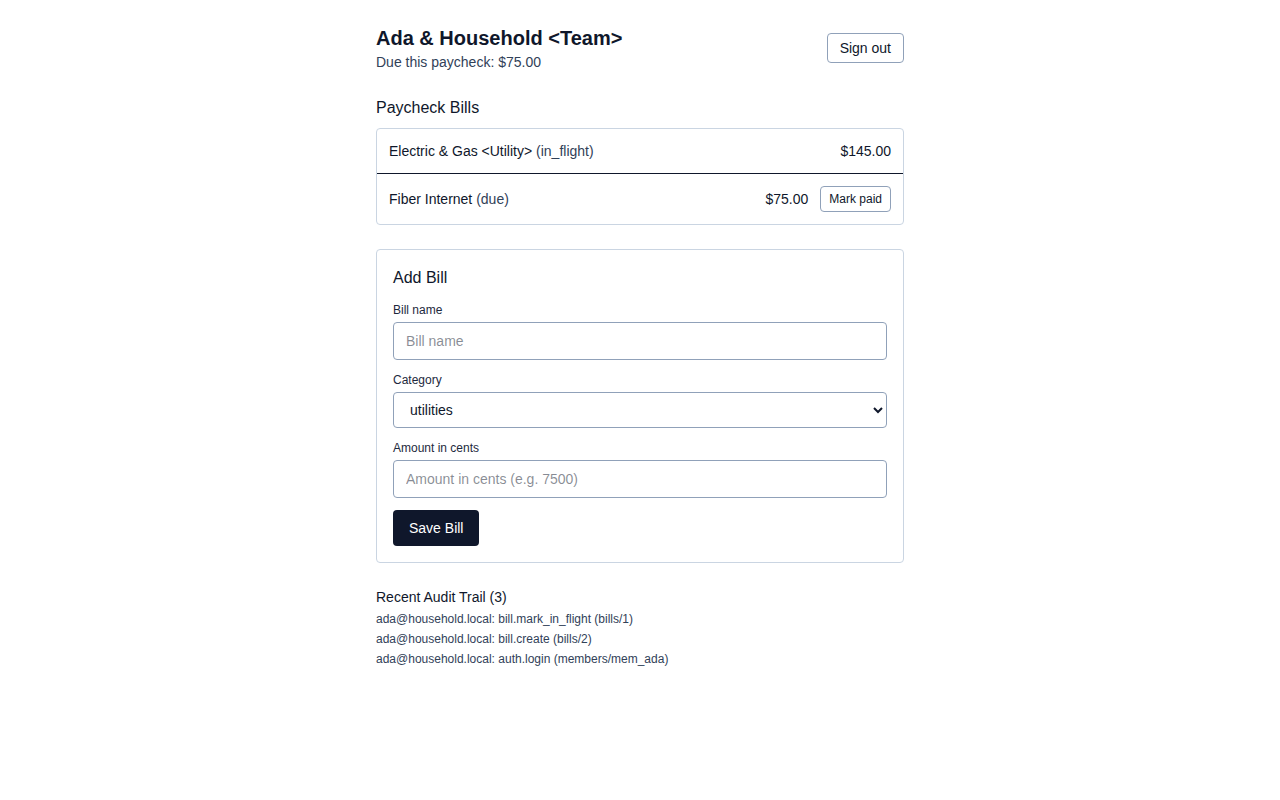 Ada & Household <Team>
Sign out
Due this paycheck: $75.00
Paycheck Bills
Electric & Gas <Utility> (in_flight) $145.00
Fiber Internet (due) $75.00 Mark paid
Add Bill
Bill name
Bill name
Category
utilities
Amount in cents
Amount in cents (e.g. 7500)
Save Bill
Recent Audit Trail (3)
ada@household.local: bill.mark_in_flight (bills/1)
ada@household.local: bill.create (bills/2)
ada@household.local: auth.login (members/mem_ada)